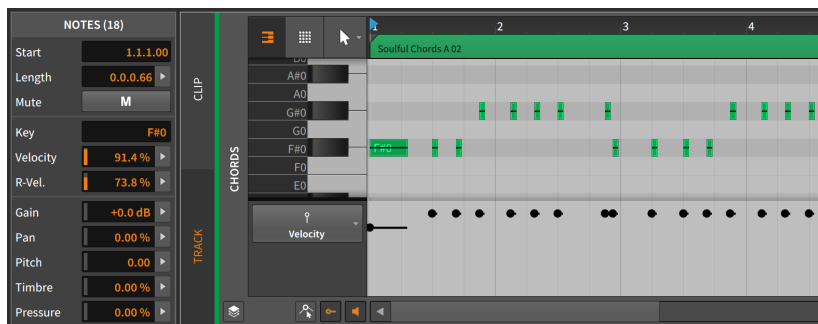 NOTES (18)
Start 1.1.1.00
Length 0.0.0.66
Mute M
Key F#0
Velocity 91.4 %
R-Vel. 73.8 %
Gain +0.0 dB
Pan 0.00 %
Pitch 0.00
Timbre 0.00 %
Pressure 0.00 %
CLIP
TRACK
CHORDS
1 2 3 4
Soulful Chords A 02
A#0
A0
G#0
G0
F#0 F#0
F0
E0
Velocity